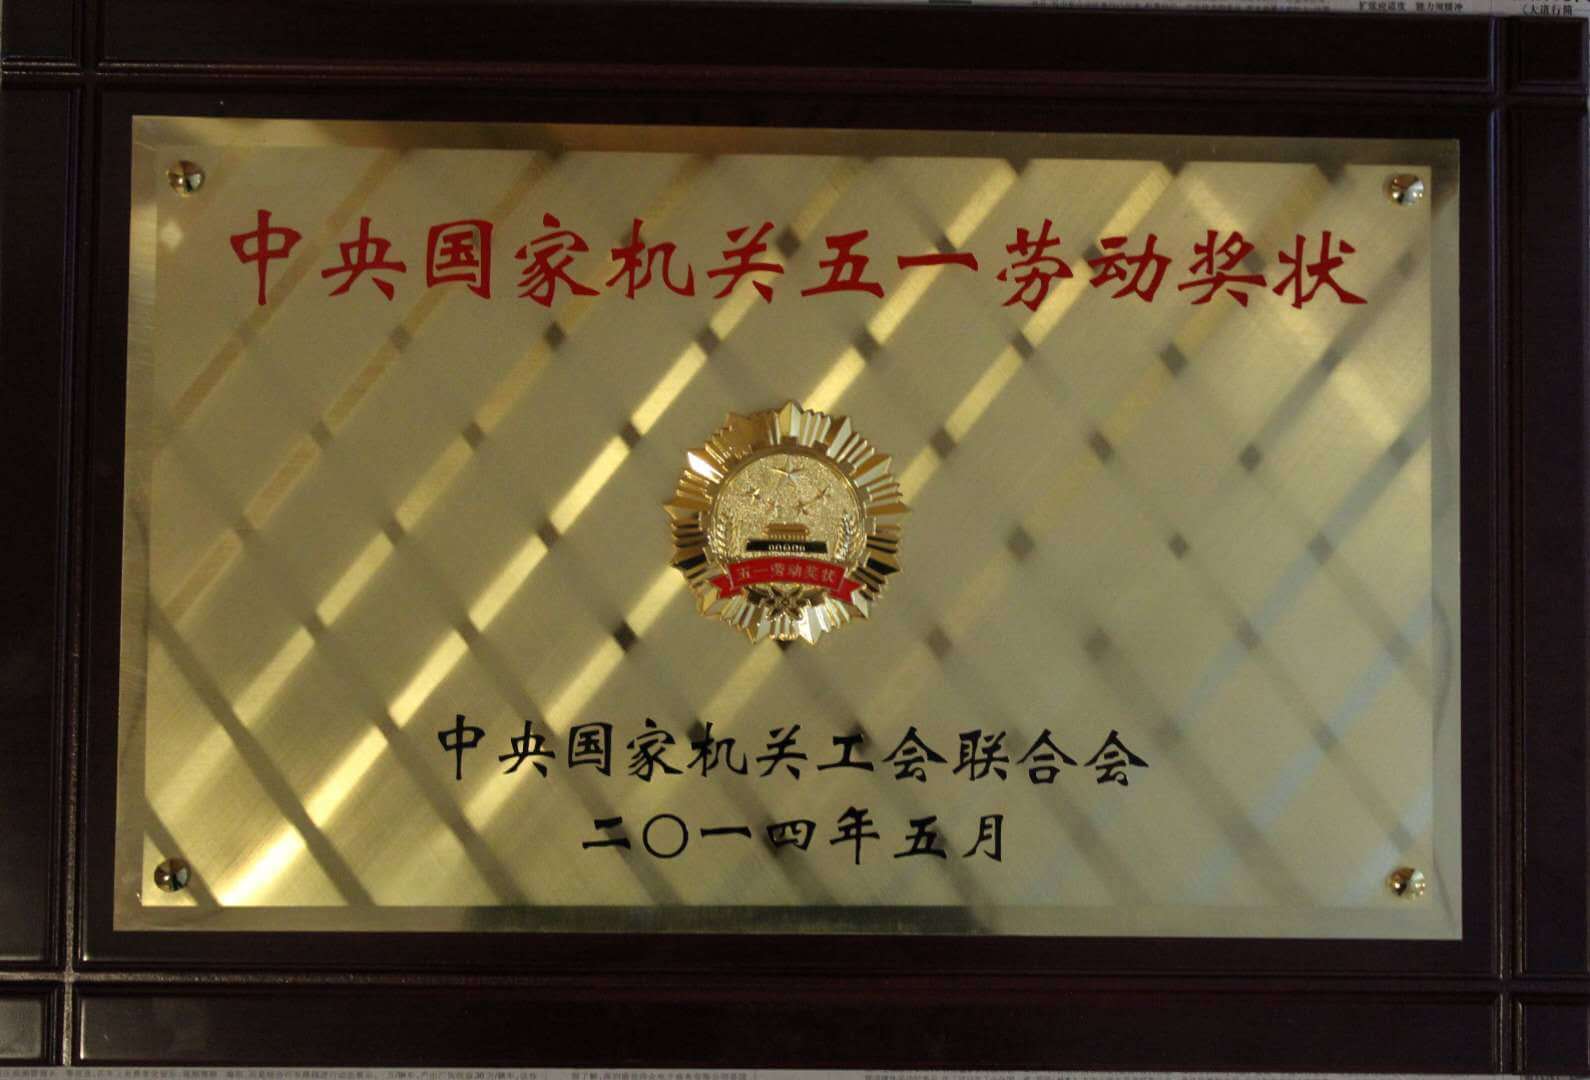 中央国家机关五一劳动奖状
五一劳动奖状
中央国家机关工会联合会
二〇一四年五月